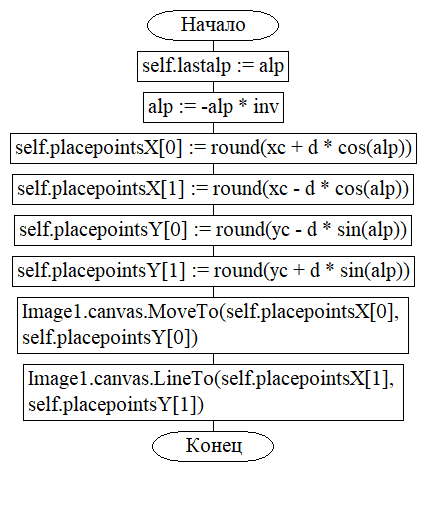 Начало
self.lastalp := alp
alp := -alp * inv
self.placepointsX[0] := round(xc + d * cos(alp))
self.placepointsX[1] := round(xc - d * cos(alp))
self.placepointsY[0] := round(yc - d * sin(alp))
self.placepointsY[1] := round(yc + d * sin(alp))
Image1.canvas.MoveTo(self.placepointsX[0],
self.placepointsY[0])
Image1.canvas.LineTo(self.placepointsX[1],
self.placepointsY[1])
Конец